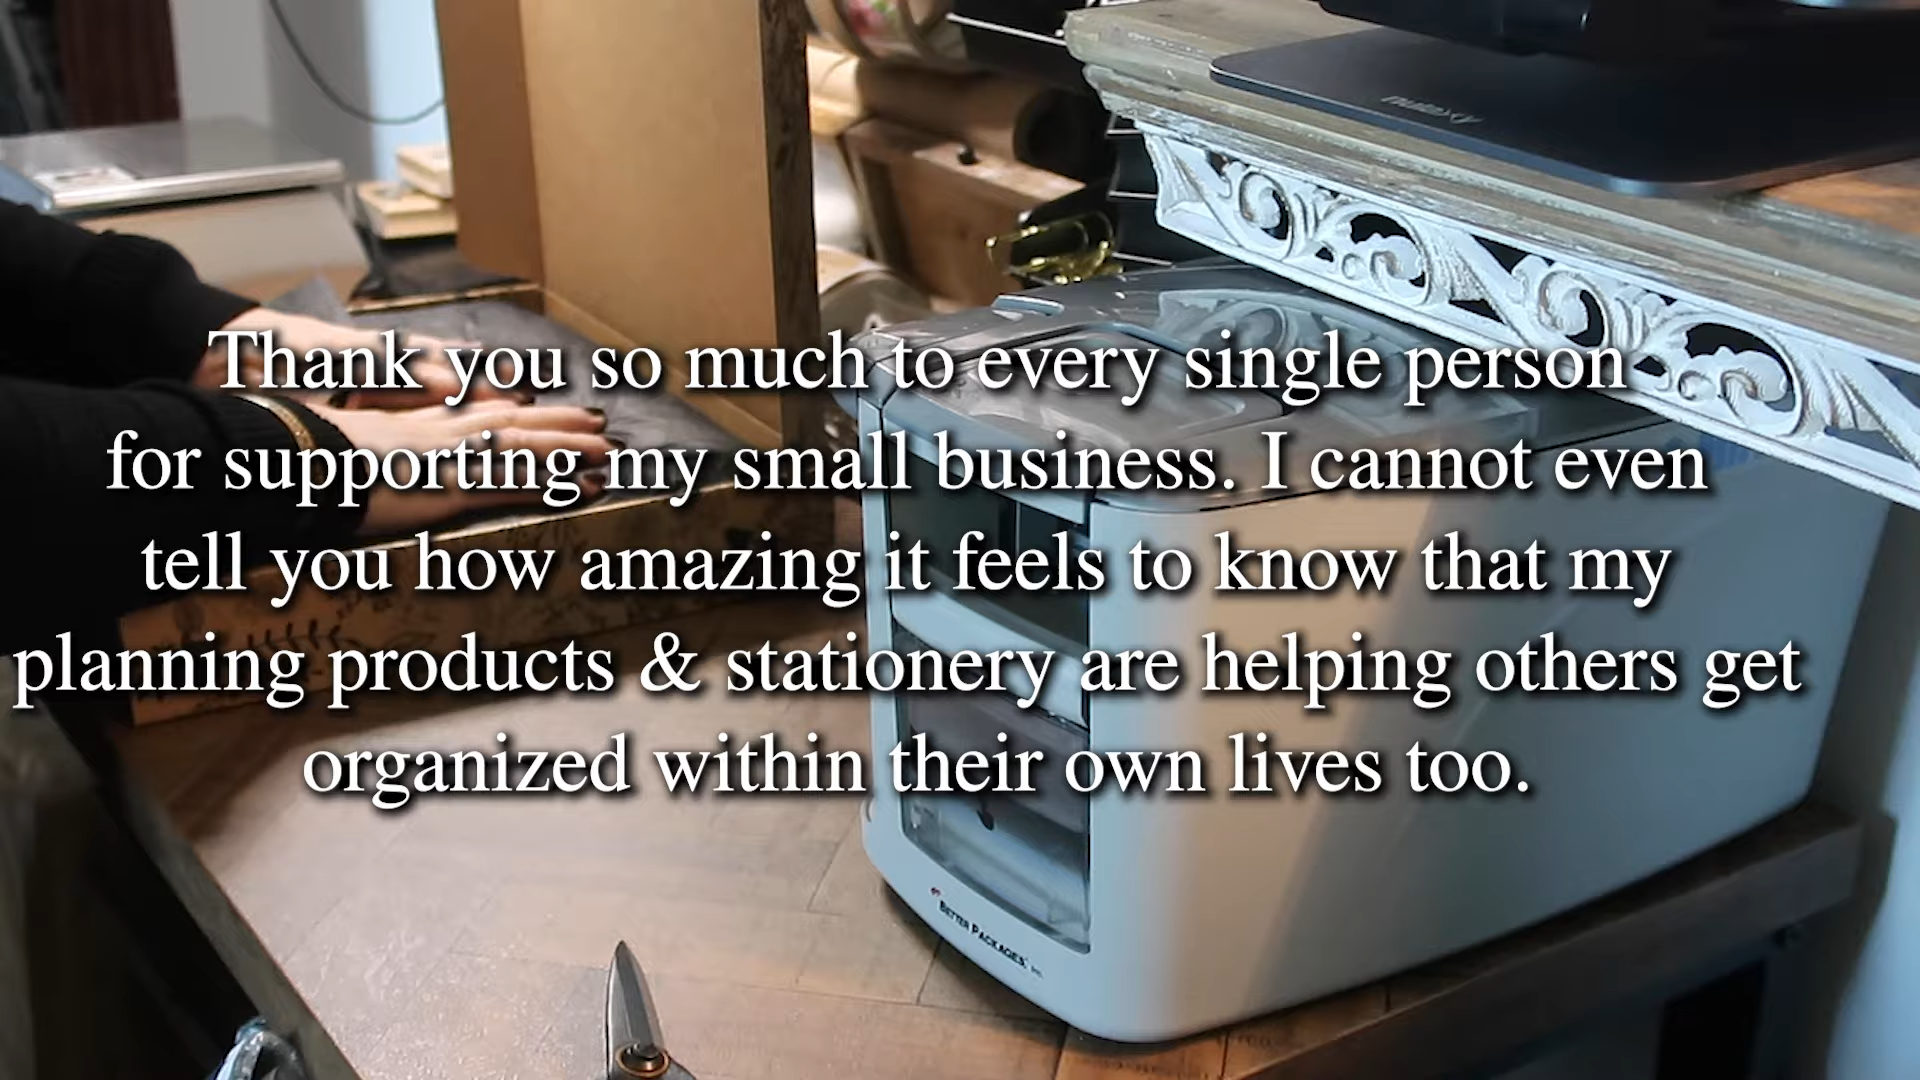 Thank you so much to every single person
for supporting my small business. I cannot even
tell you how amazing it feels to know that my
planning products & stationery are helping others get
organized within their own lives too.
BETTER PACKAGES, INC.